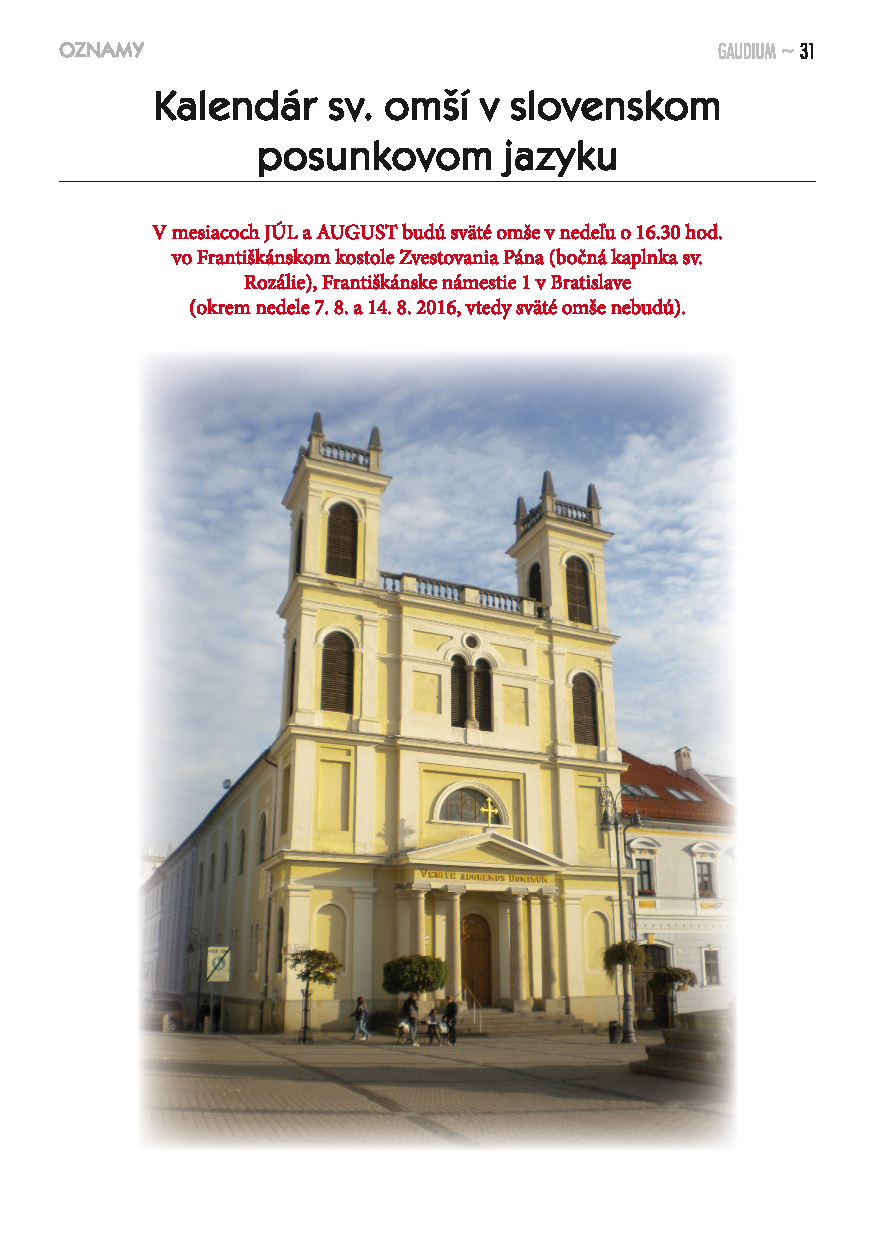 OZNAMY
GAUDIUM ~ 31
Kalendár sv. omší v slovenskom
posunkovom jazyku
V mesiacoch JÚL a AUGUST budú sväté omše v nedeľu o 16.30 hod.
vo Františkánskom kostole Zvestovania Pána (bočná kaplnka sv.
Rozálie), Františkánske námestie 1 v Bratislave
(okrem nedele 7. 8. a 14. 8. 2016, vtedy sväté omše nebudú).
VENITE ADOREMUS DOMINUM